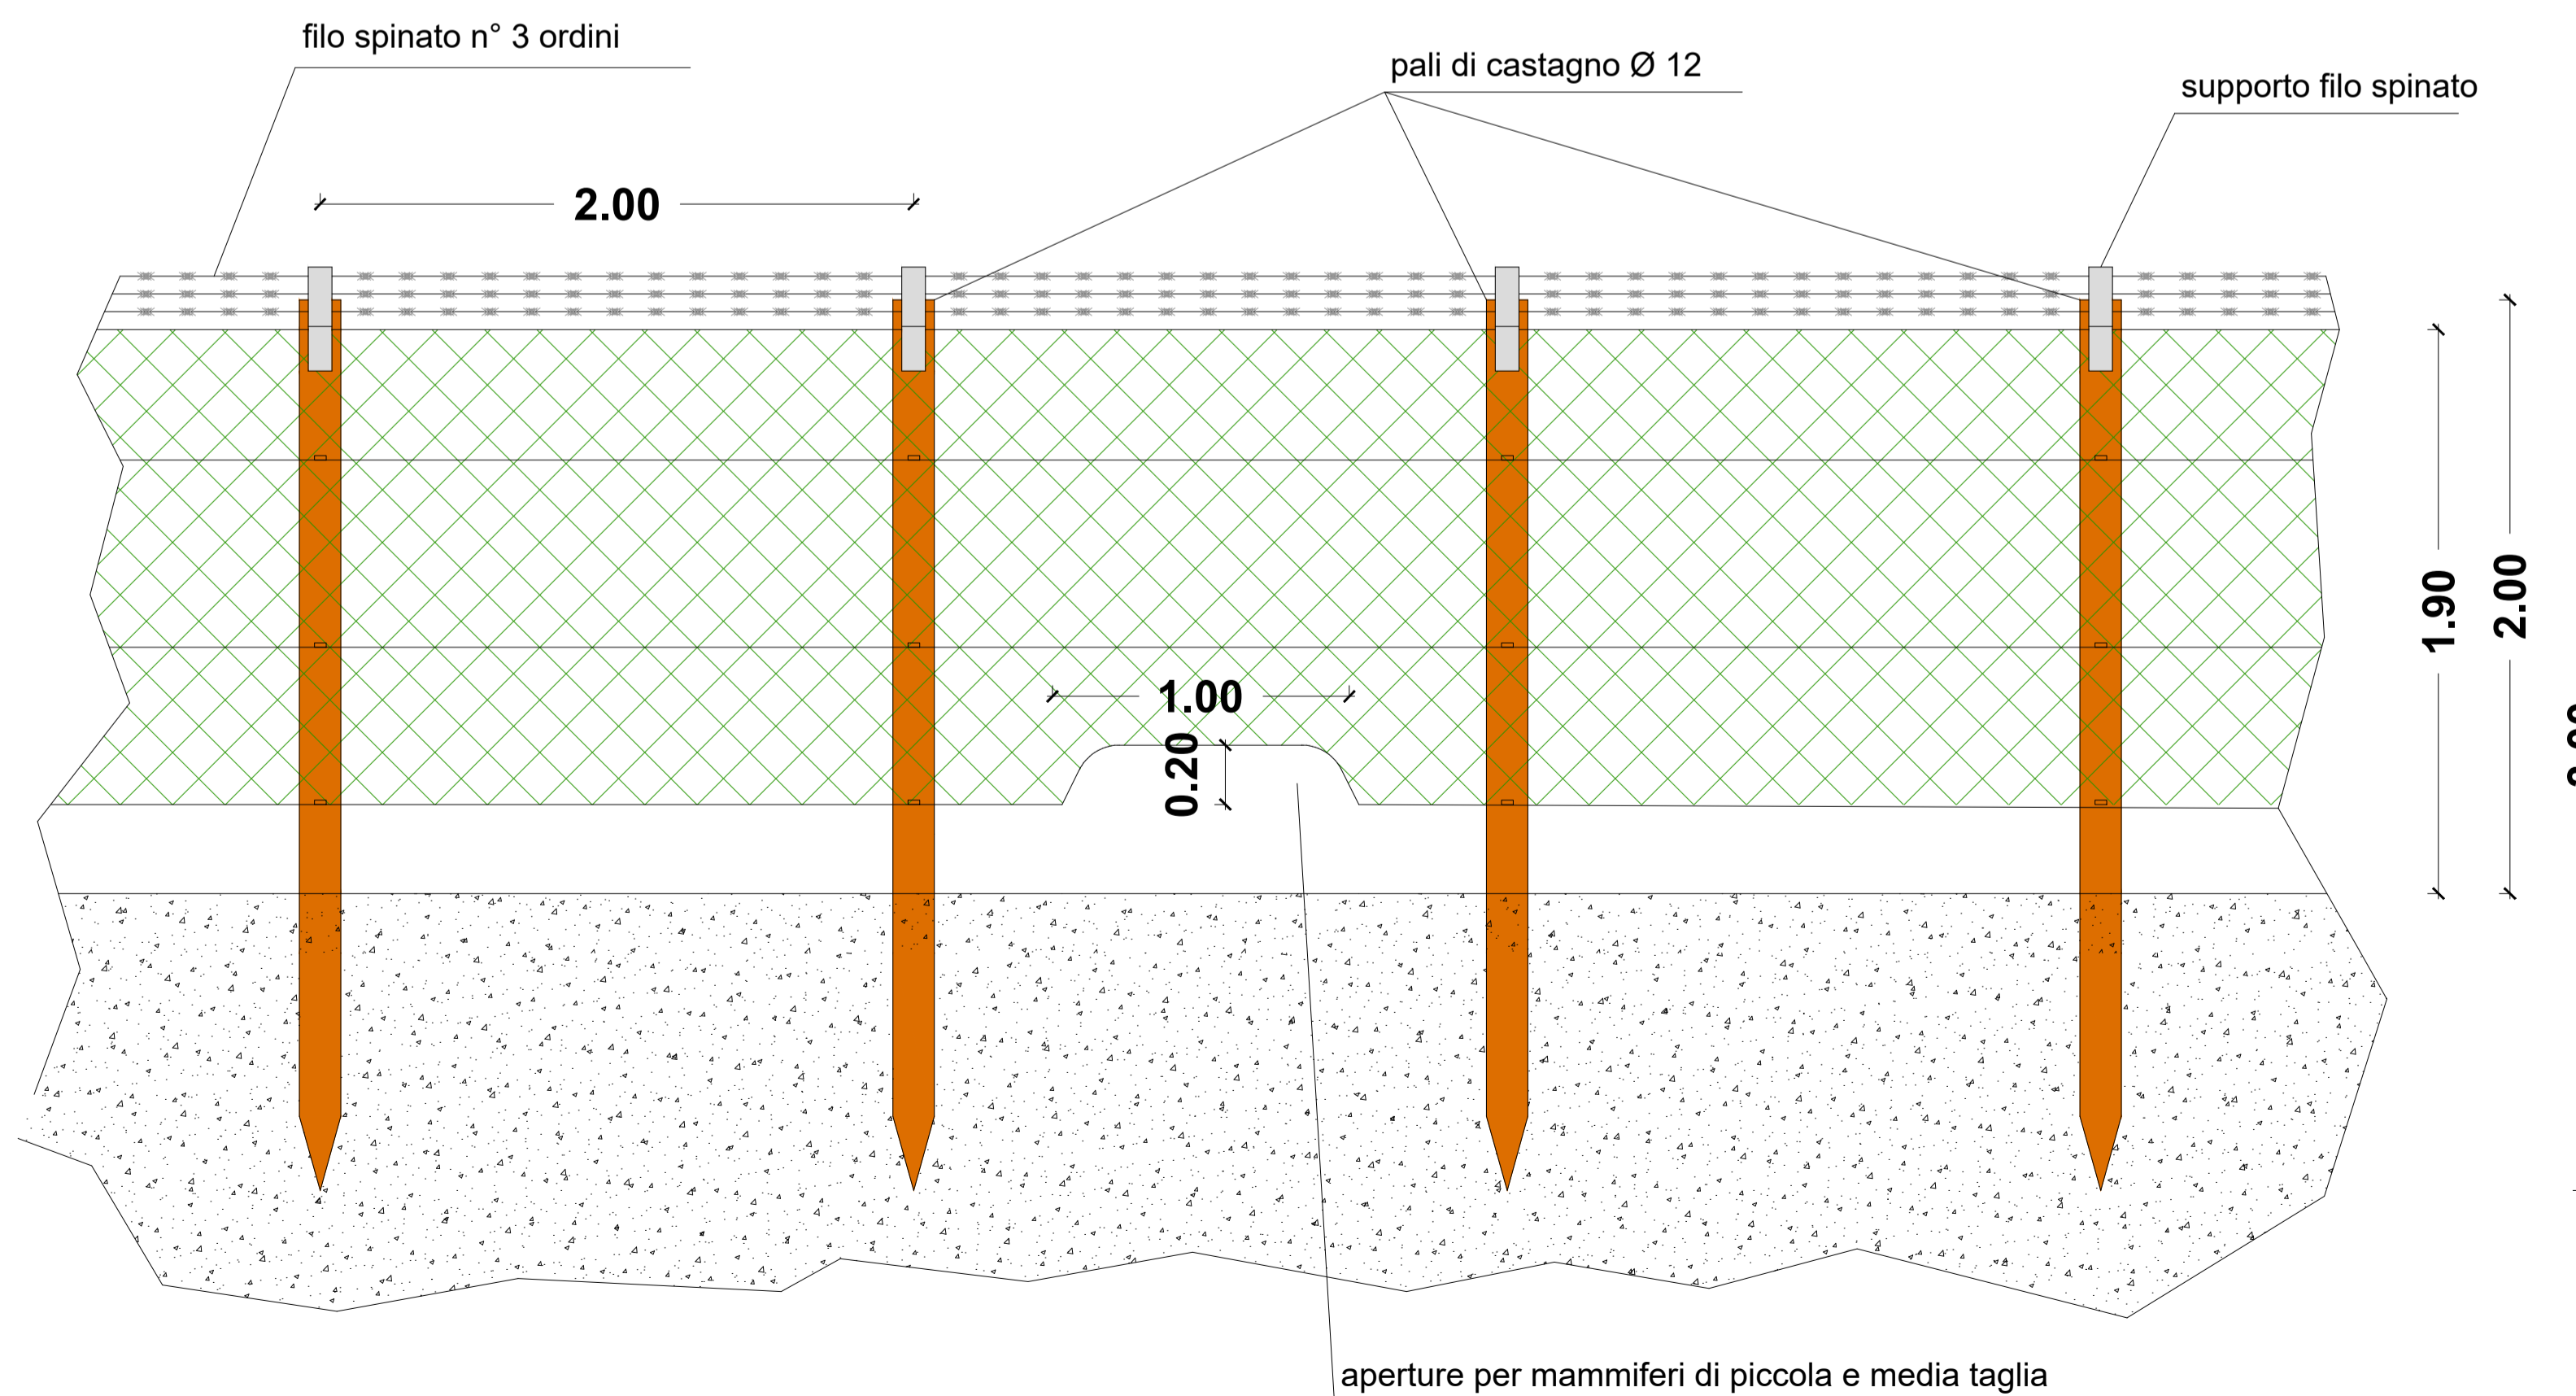 filo spinato n° 3 ordini
pali di castagno Ø 12
supporto filo spinato
2.00
1.90
2.00
1.00
0.20
aperture per mammiferi di piccola e media taglia